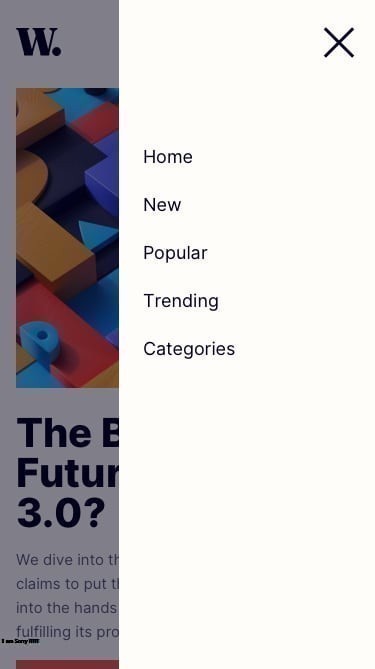 W.
Home
New
Popular
Trending
Categories
The B
Futur
3.0?
We dive into th
claims to put t
into the hands
fulfilling its pro